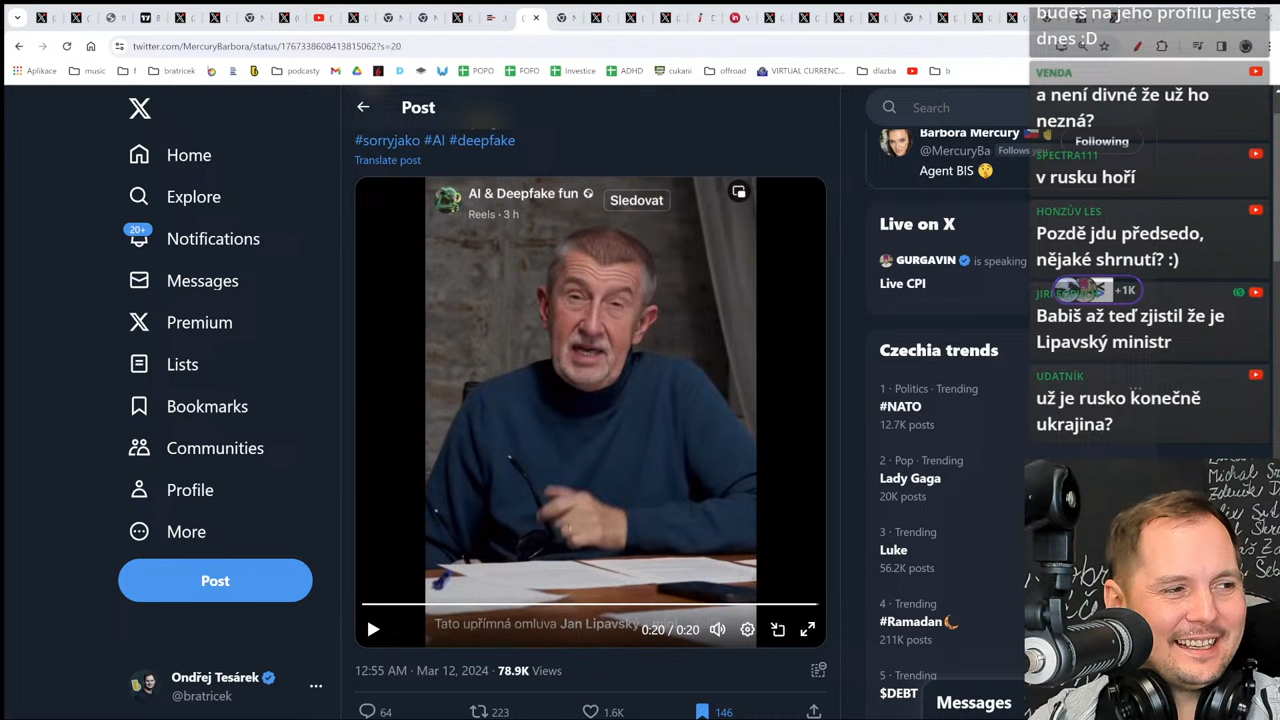 twitter.com/MercuryBarbora/status/1767338608413815062?s=20
Aplikace
music
f
bratricek
podcasty
POPO
FOFO
Investice
ADHD
cukani
offroad
VIRTUAL CURRENC...
dlazba
b
Home
Explore
20+
Notifications
Messages
Premium
Lists
Bookmarks
Communities
Profile
More
Post
Ondřej Tesárek
@bratricek
Post
#sorryjako #AI #deepfake
Translate post
AI & Deepfake fun
Sledovat
Reels · 3 h
Tato upřímná omluva Jan Lipavský
0:20 / 0:20
12:55 AM · Mar 12, 2024 · 78.9K Views
64
223
1.6K
146
Search
Barbora Mercury
@MercuryBa
Follows you
Following
Agent BIS
Live on X
GURGAVIN is speaking
Live CPI
+1K
Czechia trends
1 · Politics · Trending
#NATO
12.7K posts
2 · Pop · Trending
Lady Gaga
20K posts
3 · Trending
Luke
56.2K posts
4 · Trending
#Ramadan
211K posts
5 · Trending
$DEBT
Messages
budeš na jeho profilu ještě
dnes :D
VENDA
a není divné že už ho
nezná?
SPECTRA111
v rusku hoří
HONZŮV LES
Pozdě jdu předsedo,
nějaké shrnutí? :)
Babiš až teď zjistil že je
Lipavský ministr
UDATNÍK
už je rusko konečně
ukrajina?
Michal
Zdeněk